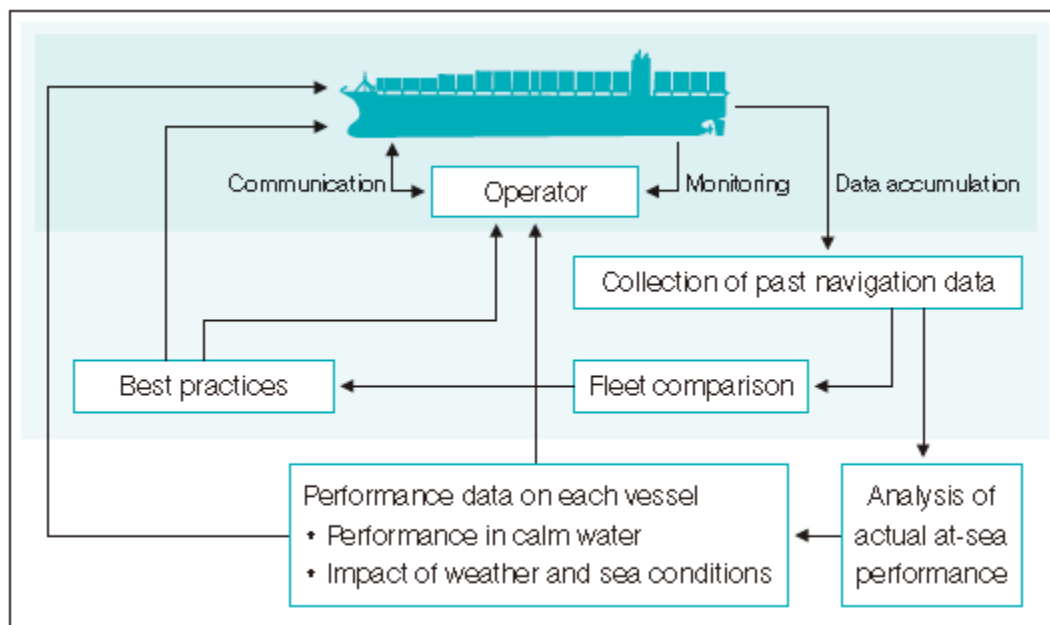 Communication
Operator
Monitoring
Data accumulation
Collection of past navigation data
Best practices
Fleet comparison
Performance data on each vessel
• Performance in calm water
• Impact of weather and sea conditions
Analysis of
actual at-sea
performance